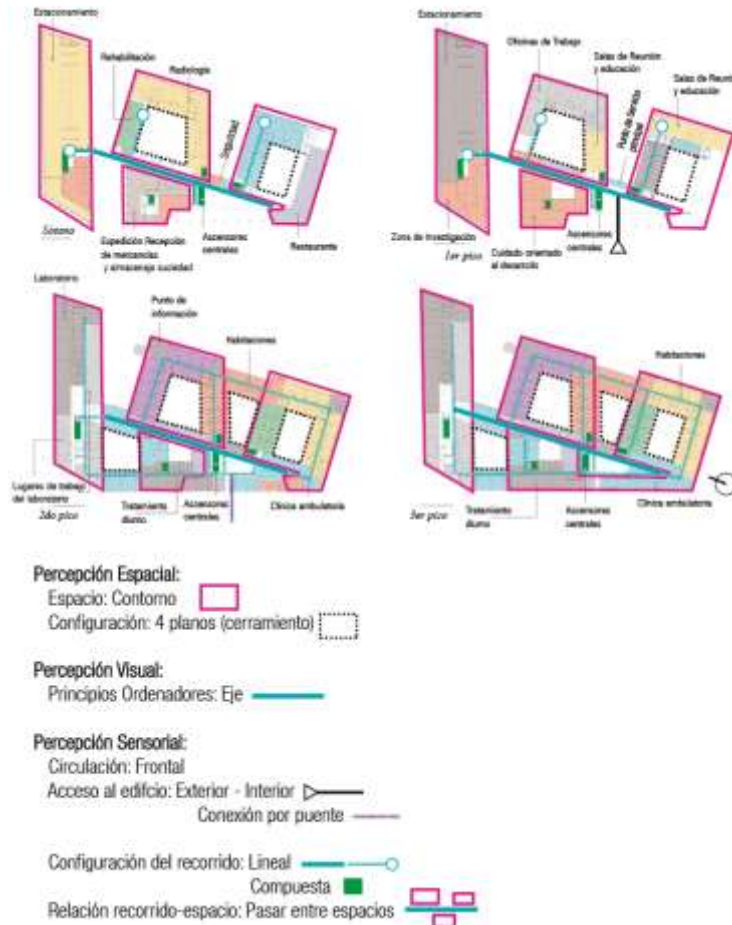 Estacionamiento
Rehabilitación
Radiología
Seguridad
Sótano
Expedición Recepción
de mercancías
y almacenaje suciedad
Ascensores
centrales
Restaurante
Estacionamiento
Oficinas de Trabajo
Salas de Reunión
y educación
Punto de Servicio
principal
Salas de Reunión
y educación
Zona de Investigación
1er piso
Cuidado orientado
al desarrollo
Ascensores
centrales
Laboratorio
Punto de
información
Habitaciones
Lugares de trabajo
del laboratorio
2do piso
Tratamiento
diurno
Ascensores
centrales
Clínica ambulatoria
Habitaciones
3er piso
Tratamiento
diurno
Ascensores
centrales
Clínica ambulatoria
Percepción Espacial:
Espacio: Contorno
Configuración: 4 planos (cerramiento)
Percepción Visual:
Principios Ordenadores: Eje
Percepción Sensorial:
Circulación: Frontal
Acceso al edifcio: Exterior - Interior
Conexión por puente
Configuración del recorrido: Lineal
Compuesta
Relación recorrido-espacio: Pasar entre espacios